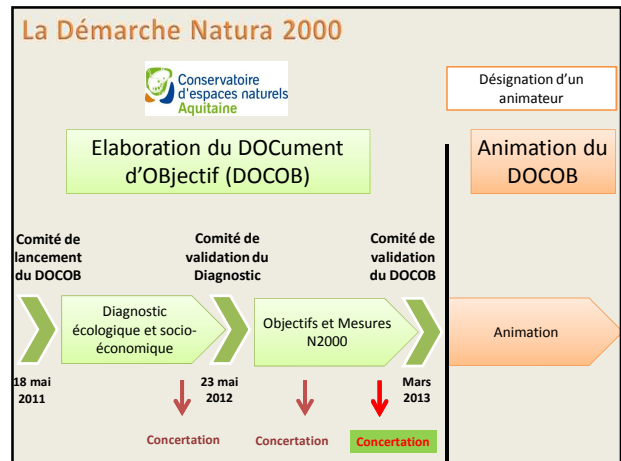 La Démarche Natura 2000
Conservatoire
d'espaces naturels
Aquitaine
Désignation d'un
animateur
Elaboration du DOCument
d'OBjectif (DOCOB)
Animation du
DOCOB
Comité de
lancement
du DOCOB
Comité de
validation du
Diagnostic
Comité de
validation
du DOCOB
Diagnostic
écologique et socio-
économique
Objectifs et Mesures
N2000
Animation
18 mai
2011
23 mai
2012
Mars
2013
Concertation
Concertation
Concertation